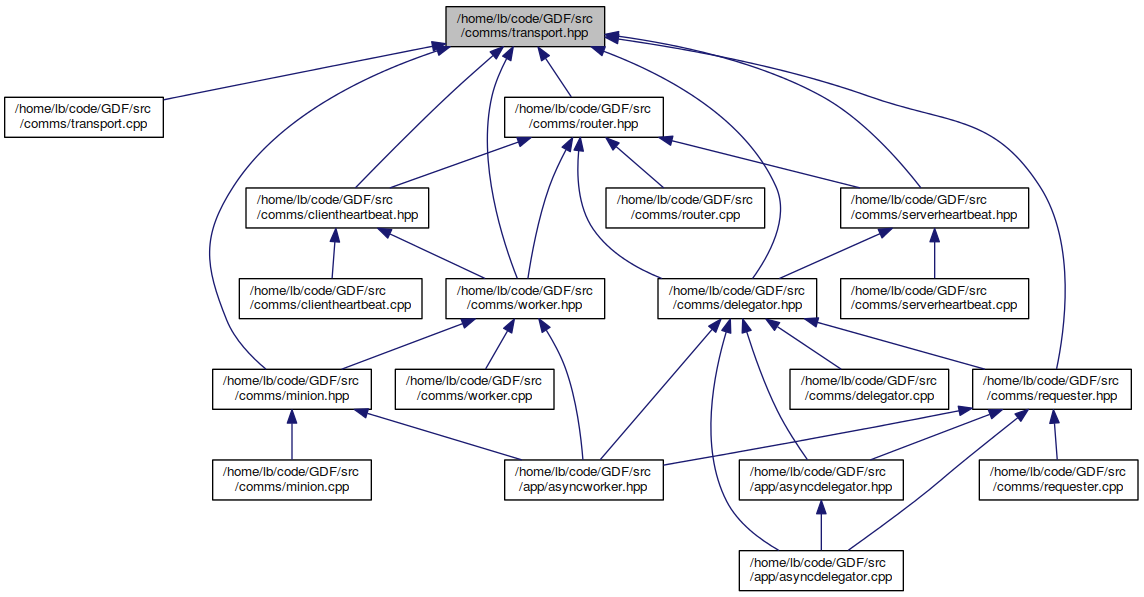 /home/lb/code/GDF/src
/comms/transport.hpp
/home/lb/code/GDF/src
/comms/transport.cpp
/home/lb/code/GDF/src
/comms/router.hpp
/home/lb/code/GDF/src
/comms/clientheartbeat.hpp
/home/lb/code/GDF/src
/comms/router.cpp
/home/lb/code/GDF/src
/comms/serverheartbeat.hpp
/home/lb/code/GDF/src
/comms/clientheartbeat.cpp
/home/lb/code/GDF/src
/comms/worker.hpp
/home/lb/code/GDF/src
/comms/delegator.hpp
/home/lb/code/GDF/src
/comms/serverheartbeat.cpp
/home/lb/code/GDF/src
/comms/minion.hpp
/home/lb/code/GDF/src
/comms/worker.cpp
/home/lb/code/GDF/src
/comms/delegator.cpp
/home/lb/code/GDF/src
/comms/requester.hpp
/home/lb/code/GDF/src
/comms/minion.cpp
/home/lb/code/GDF/src
/app/asyncworker.hpp
/home/lb/code/GDF/src
/app/asyncdelegator.hpp
/home/lb/code/GDF/src
/comms/requester.cpp
/home/lb/code/GDF/src
/app/asyncdelegator.cpp